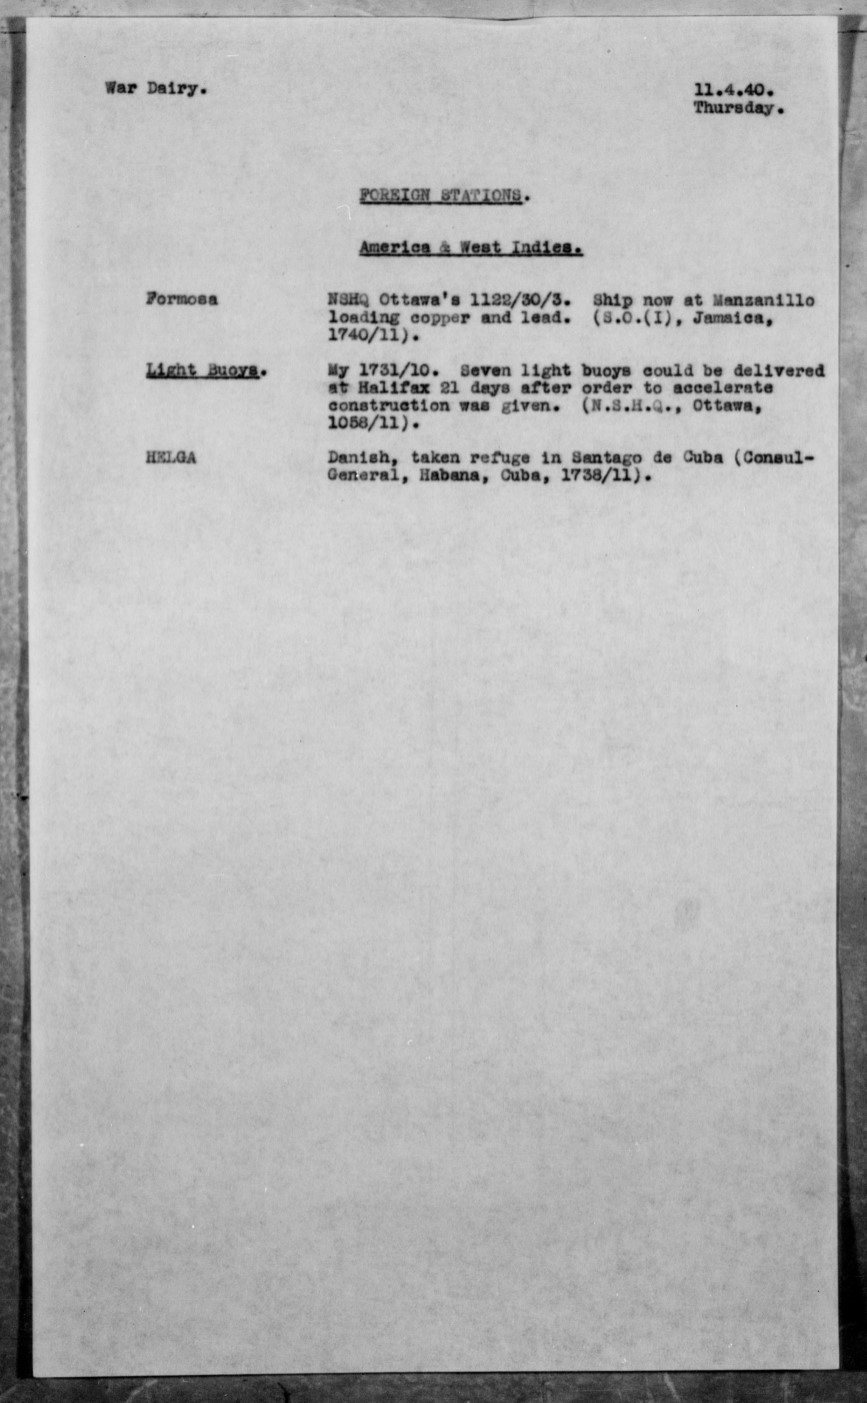 War Dairy.
11.4.40.
Thursday.
FOREIGN STATIONS.
America & West Indies.
Formosa
NSHQ Ottawa's 1122/30/3. Ship now at Manzanillo
loading copper and lead. (S.O.(I), Jamaica,
1740/11).
Light Buoys.
My 1731/10. Seven light buoys could be delivered
at Halifax 21 days after order to accelerate
construction was given. (N.S.H.Q., Ottawa,
1058/11).
HELGA
Danish, taken refuge in Santago de Cuba (Consul-
General, Habana, Cuba, 1738/11).